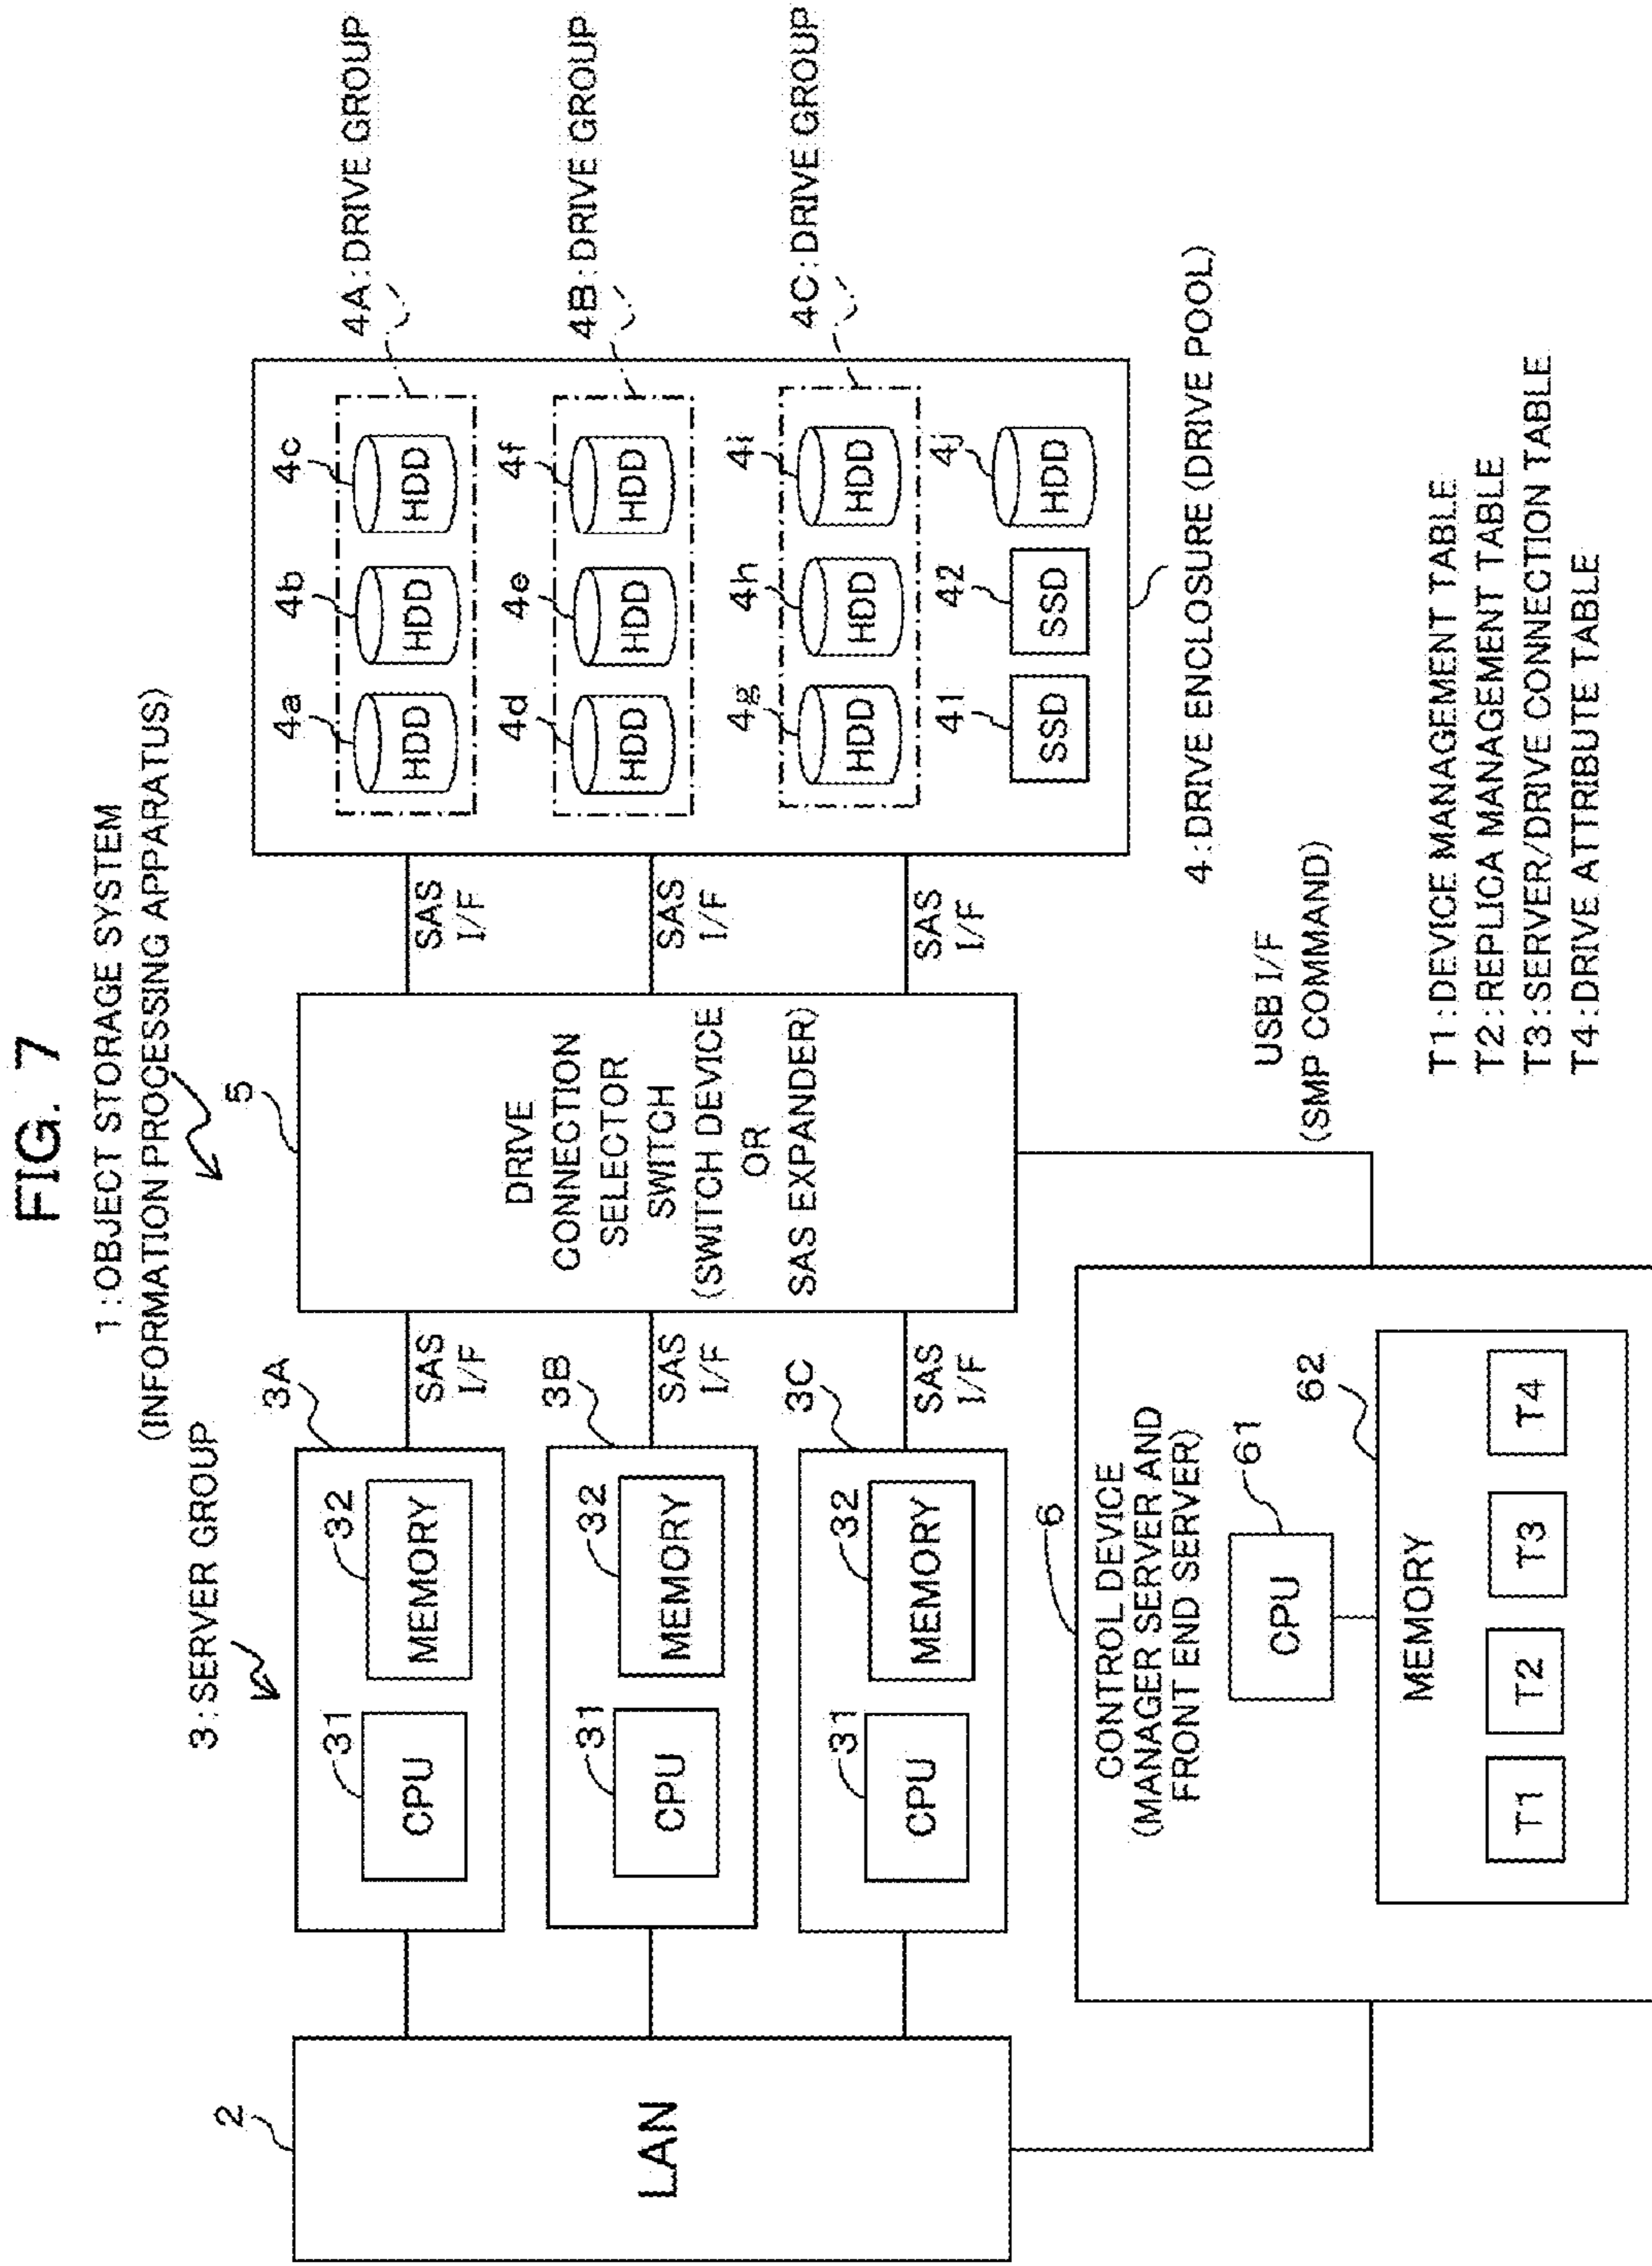 FIG. 7
1:OBJECT STORAGE SYSTEM
(INFORMATION PROCESSING APPARATUS)
3:SERVER GROUP
2
LAN
3A
31
CPU
32
MEMORY
SAS
I/F
3B
31
CPU
32
MEMORY
SAS
I/F
3C
31
CPU
32
MEMORY
SAS
I/F
5
DRIVE
CONNECTION
SELECTOR
SWITCH
(SWITCH DEVICE
OR
SAS EXPANDER)
SAS
I/F
SAS
I/F
SAS
I/F
4a
HDD
4b
HDD
4c
HDD
4A:DRIVE GROUP
4d
HDD
4e
HDD
4f
HDD
4B:DRIVE GROUP
4g
HDD
4h
HDD
4i
HDD
4C:DRIVE GROUP
41
SSD
42
SSD
4j
HDD
4:DRIVE ENCLOSURE (DRIVE POOL)
6
CONTROL DEVICE
(MANAGER SERVER AND
FRONT END SERVER)
61
CPU
62
MEMORY
T1
T2
T3
T4
USB I/F
(SMP COMMAND)
T1:DEVICE MANAGEMENT TABLE
T2:REPLICA MANAGEMENT TABLE
T3:SERVER/DRIVE CONNECTION TABLE
T4:DRIVE ATTRIBUTE TABLE